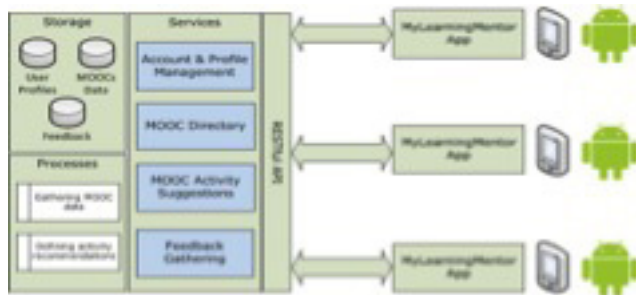 Storage
User
Profiles
MOOCs
Data
Feedback
Processes
Gathering MOOC
data
Defining activity
recommendations
Services
Account & Profile
Management
MOOC Directory
MOOC Activity
Suggestions
Feedback
Gathering
RESTful API
MyLearningMentor
App
MyLearningMentor
App
MyLearningMentor
App